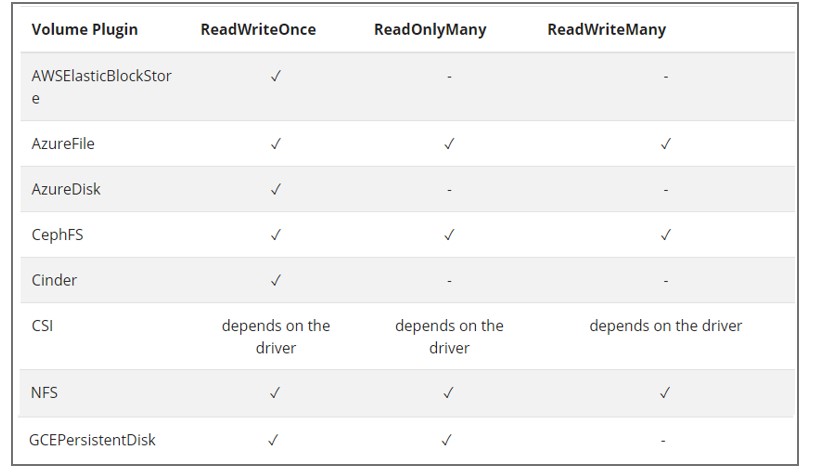 Volume Plugin ReadWriteOnce ReadOnlyMany ReadWriteMany
AWSElasticBlockStor ✓ - -
e
AzureFile ✓ ✓ ✓
AzureDisk ✓ - -
CephFS ✓ ✓ ✓
Cinder ✓ - -
CSI depends on the depends on the depends on the driver
driver driver
NFS ✓ ✓ ✓
GCEPersistentDisk ✓ ✓ -